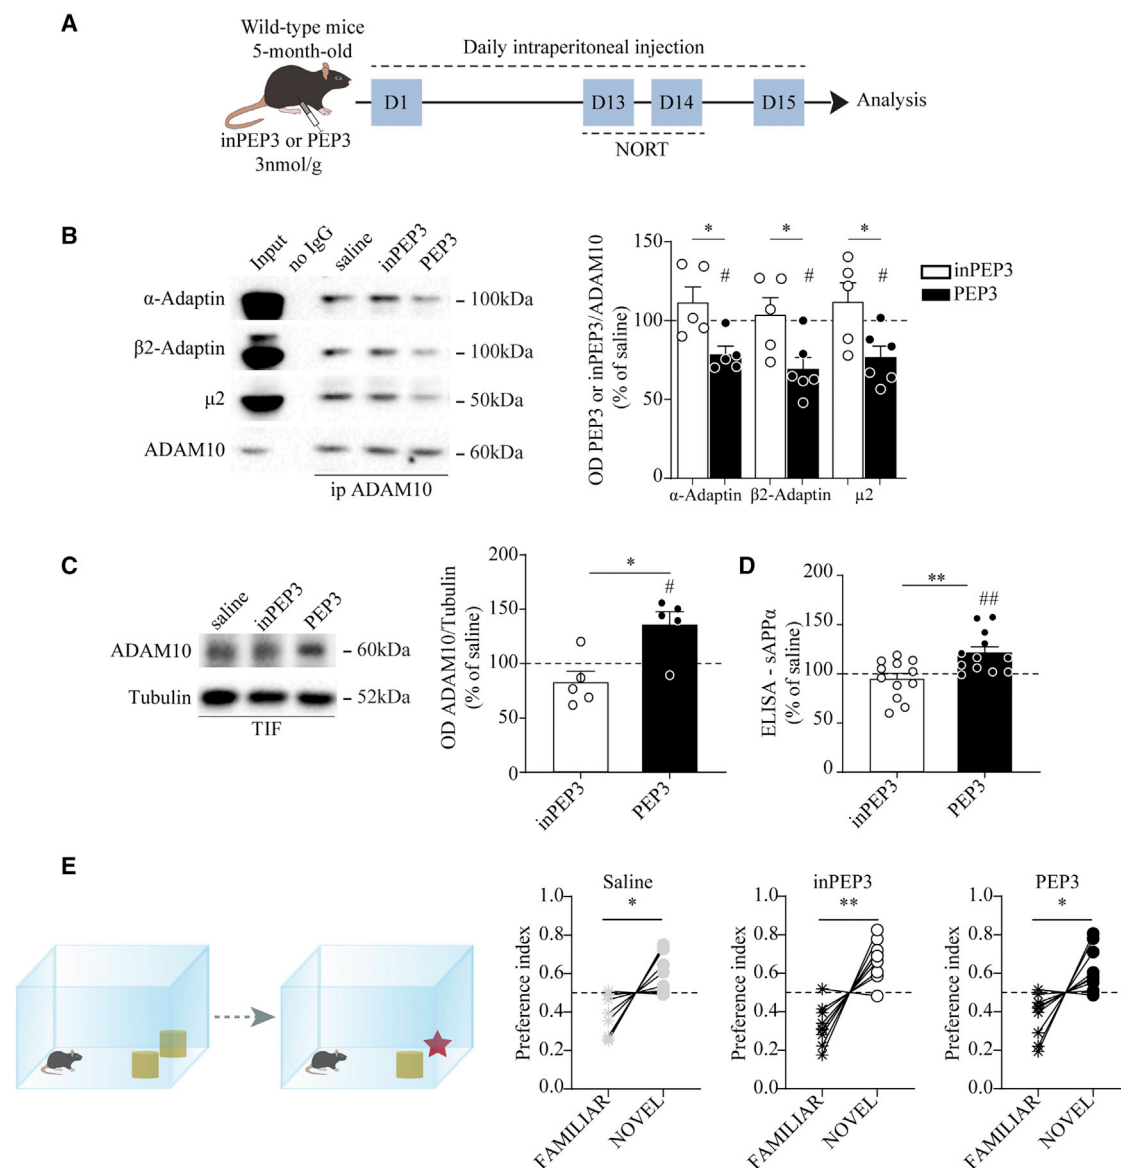 A
Wild-type mice
5-month-old
Daily intraperitoneal injection
D1
D13
D14
D15
Analysis
inPEP3 or PEP3
3nmol/g
NORT
B
Input
no IgG
saline
inPEP3
PEP3
α-Adaptin
100kDa
β2-Adaptin
100kDa
μ2
50kDa
ADAM10
60kDa
ip ADAM10
OD PEP3 or inPEP3/ADAM10
(% of saline)
150
100
50
0
*
*
*
#
#
#
α-Adaptin
β2-Adaptin
μ2
inPEP3
PEP3
C
saline
inPEP3
PEP3
ADAM10
60kDa
Tubulin
52kDa
TIF
OD ADAM10/Tubulin
(% of saline)
200
150
100
50
0
*
#
inPEP3
PEP3
D
ELISA - sAPPα
(% of saline)
200
150
100
50
0
**
##
inPEP3
PEP3
E
Saline
*
Preference index
1.0
0.8
0.6
0.4
0.2
0.0
FAMILIAR
NOVEL
inPEP3
**
Preference index
1.0
0.8
0.6
0.4
0.2
0.0
FAMILIAR
NOVEL
PEP3
*
Preference index
1.0
0.8
0.6
0.4
0.2
0.0
FAMILIAR
NOVEL